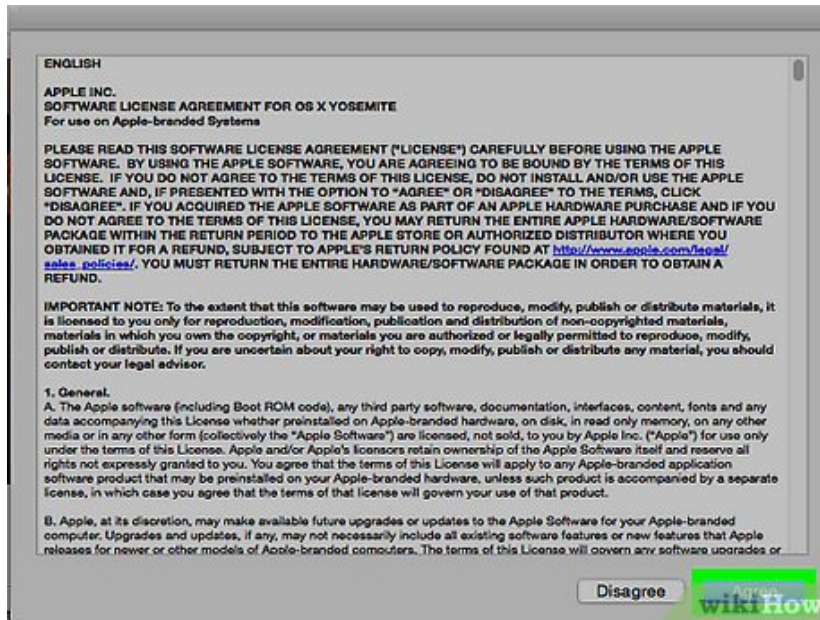 ENGLISH
APPLE INC.
SOFTWARE LICENSE AGREEMENT FOR OS X YOSEMITE
For use on Apple-branded Systems
PLEASE READ THIS SOFTWARE LICENSE AGREEMENT ("LICENSE") CAREFULLY BEFORE USING THE APPLE
SOFTWARE. BY USING THE APPLE SOFTWARE, YOU ARE AGREEING TO BE BOUND BY THE TERMS OF THIS
LICENSE. IF YOU DO NOT AGREE TO THE TERMS OF THIS LICENSE, DO NOT INSTALL AND/OR USE THE APPLE
SOFTWARE AND, IF PRESENTED WITH THE OPTION TO "AGREE" OR "DISAGREE" TO THE TERMS, CLICK
"DISAGREE". IF YOU ACQUIRED THE APPLE SOFTWARE AS PART OF AN APPLE HARDWARE PURCHASE AND IF YOU
DO NOT AGREE TO THE TERMS OF THIS LICENSE, YOU MAY RETURN THE ENTIRE APPLE HARDWARE/SOFTWARE
PACKAGE WITHIN THE RETURN PERIOD TO THE APPLE STORE OR AUTHORIZED DISTRIBUTOR WHERE YOU
OBTAINED IT FOR A REFUND, SUBJECT TO APPLE'S RETURN POLICY FOUND AT http://www.apple.com/legal/
sales_policies/. YOU MUST RETURN THE ENTIRE HARDWARE/SOFTWARE PACKAGE IN ORDER TO OBTAIN A
REFUND.
IMPORTANT NOTE: To the extent that this software may be used to reproduce, modify, publish or distribute materials, it
is licensed to you only for reproduction, modification, publication and distribution of non-copyrighted materials,
materials in which you own the copyright, or materials you are authorized or legally permitted to reproduce, modify,
publish or distribute. If you are uncertain about your right to copy, modify, publish or distribute any material, you should
contact your legal advisor.
1. General.
A. The Apple software (including Boot ROM code), any third party software, documentation, interfaces, content, fonts and any
data accompanying this License whether preinstalled on Apple-branded hardware, on disk, in read only memory, on any other
media or in any other form (collectively the "Apple Software") are licensed, not sold, to you by Apple Inc. ("Apple") for use only
under the terms of this License. Apple and/or Apple's licensors retain ownership of the Apple Software itself and reserve all
rights not expressly granted to you. You agree that the terms of this License will apply to any Apple-branded application
software product that may be preinstalled on your Apple-branded hardware, unless such product is accompanied by a separate
license, in which case you agree that the terms of that license will govern your use of that product.
B. Apple, at its discretion, may make available future upgrades or updates to the Apple Software for your Apple-branded
computer. Upgrades and updates, if any, may not necessarily include all existing software features or new features that Apple
releases for newer or other models of Apple-branded computers. The terms of this License will govern any software upgrades or
Disagree
Agree
wikiHow